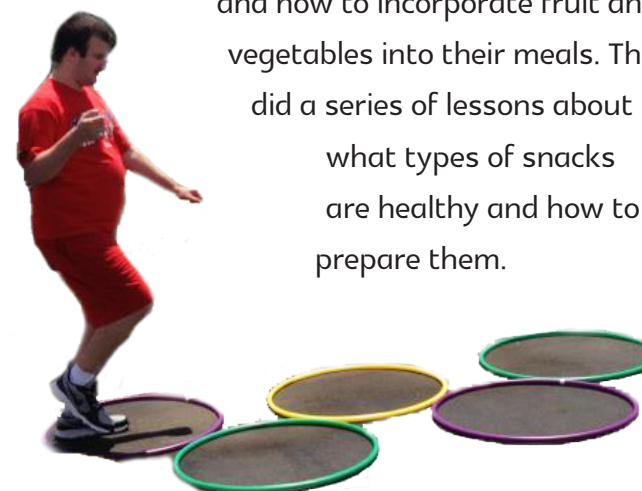 and how to incorporate fruit an
vegetables into their meals. Th
did a series of lessons about
what types of snacks
are healthy and how to
prepare them.